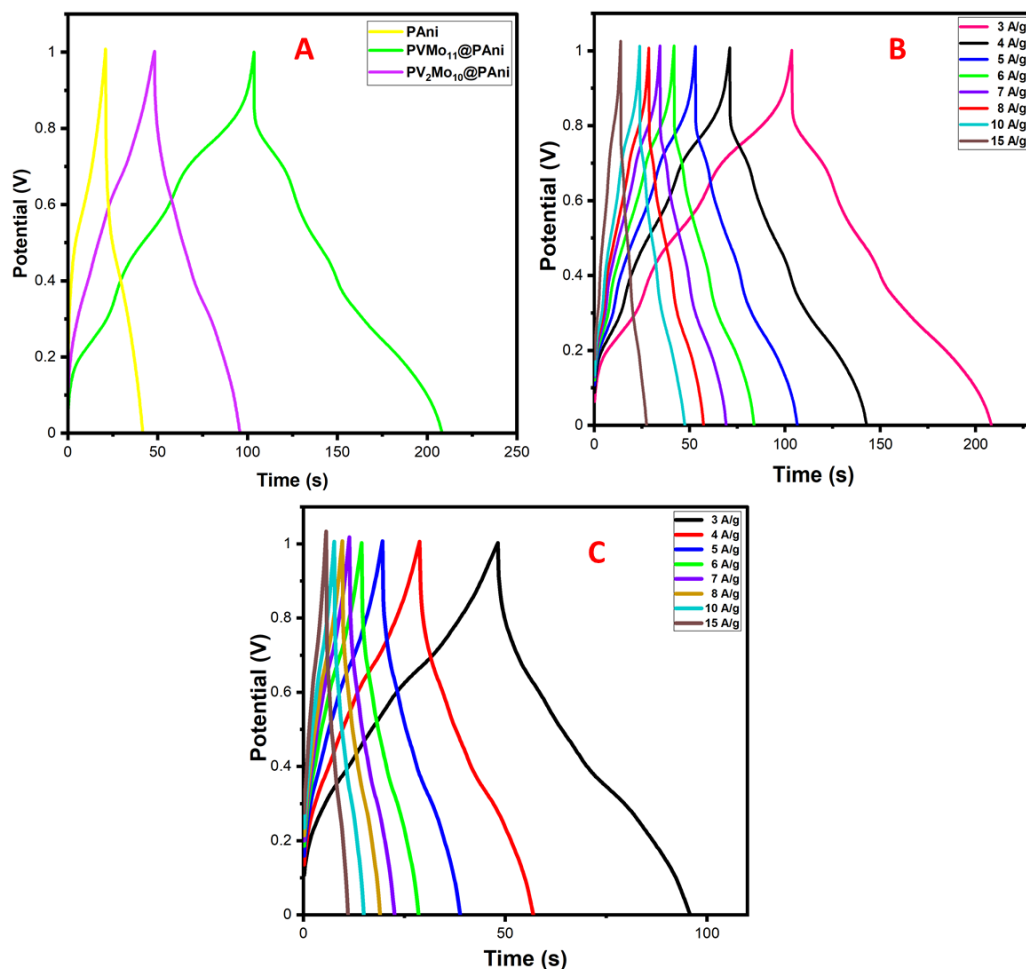 A
PAni
PVMo₁₁@PAni
PV₂Mo₁₀@PAni
Potential (V)
1
0.8
0.6
0.4
0.2
0
0 50 100 150 200 250
Time (s)
B
3 A/g
4 A/g
5 A/g
6 A/g
7 A/g
8 A/g
10 A/g
15 A/g
Potential (V)
1
0.8
0.6
0.4
0.2
0
0 50 100 150 200
Time (s)
C
3 A/g
4 A/g
5 A/g
6 A/g
7 A/g
8 A/g
10 A/g
15 A/g
Potential (V)
1
0.8
0.6
0.4
0.2
0
0 50 100
Time (s)